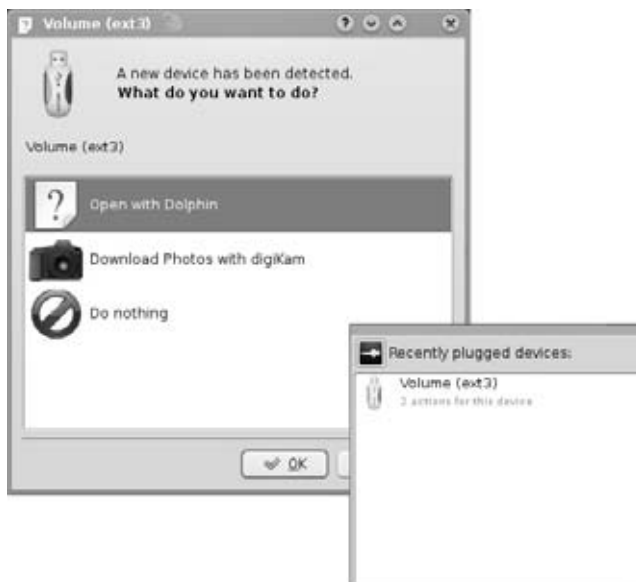 Volume (ext3)
A new device has been detected.
What do you want to do?
Volume (ext3)
Open with Dolphin
Download Photos with digiKam
Do nothing
OK
Recently plugged devices:
Volume (ext3)
2 actions for this device